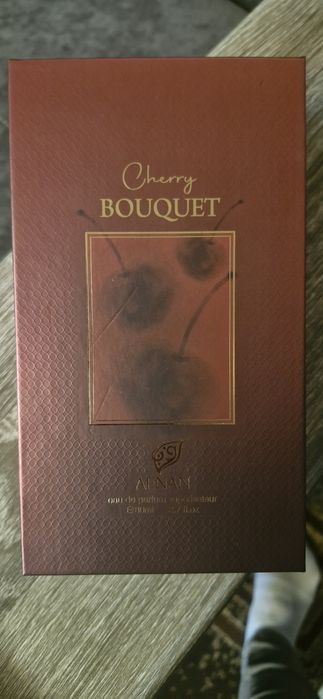 Cherry
BOUQUET
AFNAN
eau de parfum vaporisateur